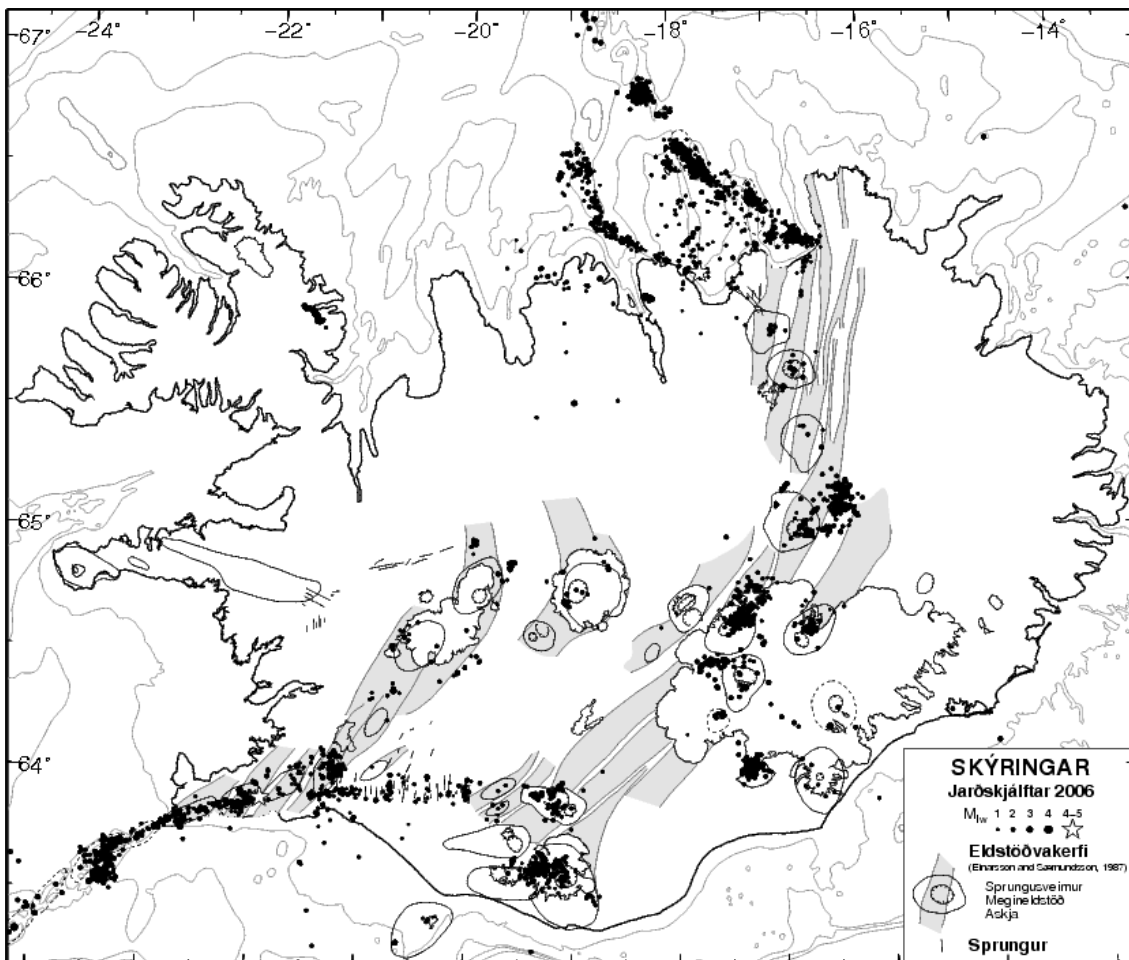 -24° -22° -20° -18° -16° -14°
67°
66°
65°
64°
SKÝRINGAR
Jarðskjálftar 2006
Mlw 1 2 3 4 4-5
Eldstöðvakerfi
(Einarsson and Sæmundsson, 1987)
Sprungusveimur
Megineldstöð
Askja
Sprungur